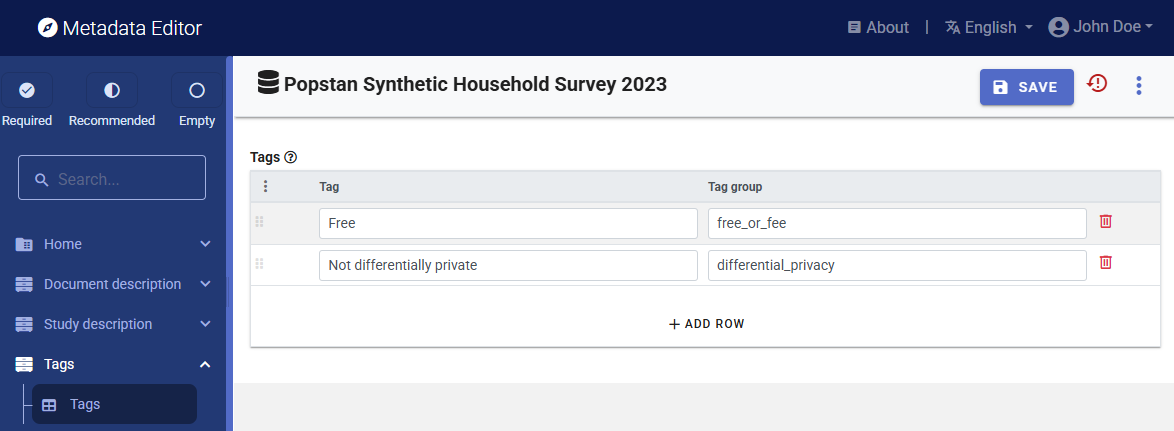 Metadata Editor
About | English John Doe
Required Recommended Empty
Popstan Synthetic Household Survey 2023
SAVE
Search...
Home
Document description
Study description
Tags
Tags
Tags
Tag Tag group
Free free_or_fee
Not differentially private differential_privacy
+ ADD ROW